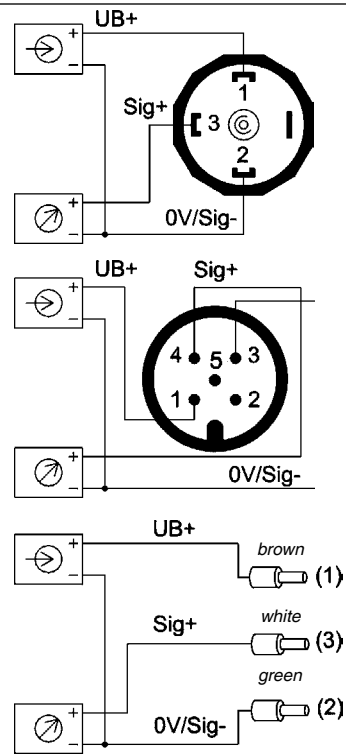 UB+
+
−
1
Sig+
3
2
+
−
0V/Sig-
UB+
Sig+
+
−
4
5
3
1
2
+
−
0V/Sig-
UB+
+
−
brown
(1)
white
Sig+
(3)
green
+
−
0V/Sig-
(2)